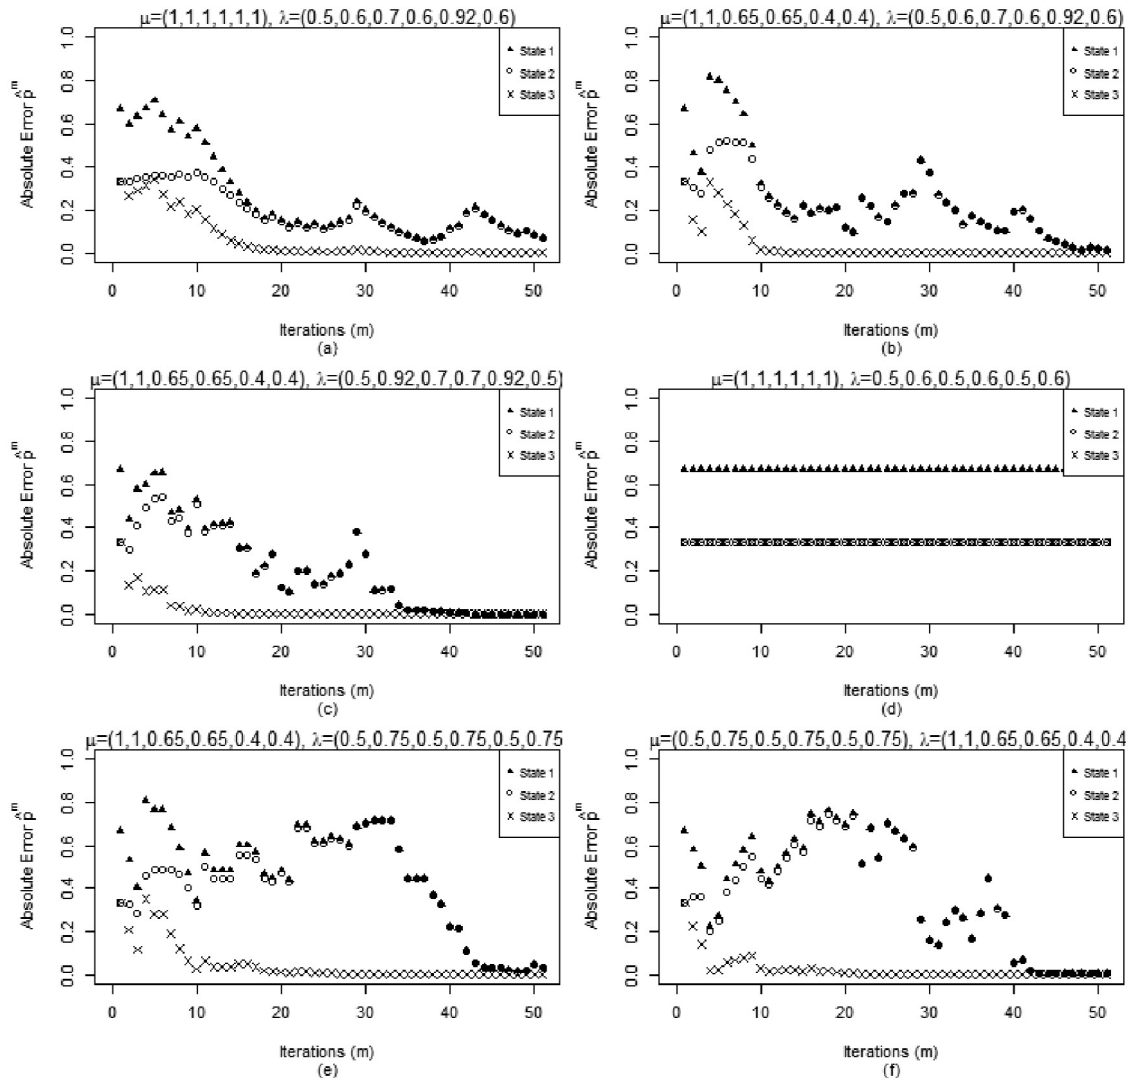 μ=(1,1,1,1,1,1), λ=(0.5,0.6,0.7,0.6,0.92,0.6)
Absolute Error p̂^m
1.0
0.8
0.6
0.4
0.2
0.0
State 1
State 2
State 3
0 10 20 30 40 50
Iterations (m)
(a)
μ=(1,1,0.65,0.65,0.4,0.4), λ=(0.5,0.6,0.7,0.6,0.92,0.6)
Absolute Error p̂^m
1.0
0.8
0.6
0.4
0.2
0.0
State 1
State 2
State 3
0 10 20 30 40 50
Iterations (m)
(b)
μ=(1,1,0.65,0.65,0.4,0.4), λ=(0.5,0.92,0.7,0.7,0.92,0.5)
Absolute Error p̂^m
1.0
0.8
0.6
0.4
0.2
0.0
State 1
State 2
State 3
0 10 20 30 40 50
Iterations (m)
(c)
μ=(1,1,1,1,1,1), λ=0.5,0.6,0.5,0.6,0.5,0.6)
Absolute Error p̂^m
1.0
0.8
0.6
0.4
0.2
0.0
State 1
State 2
State 3
0 10 20 30 40 50
Iterations (m)
(d)
μ=(1,1,0.65,0.65,0.4,0.4), λ=(0.5,0.75,0.5,0.75,0.5,0.75
Absolute Error p̂^m
1.0
0.8
0.6
0.4
0.2
0.0
State 1
State 2
State 3
0 10 20 30 40 50
Iterations (m)
(e)
μ=(0.5,0.75,0.5,0.75,0.5,0.75), λ=(1,1,0.65,0.65,0.4,0.4
Absolute Error p̂^m
1.0
0.8
0.6
0.4
0.2
0.0
State 1
State 2
State 3
0 10 20 30 40 50
Iterations (m)
(f)